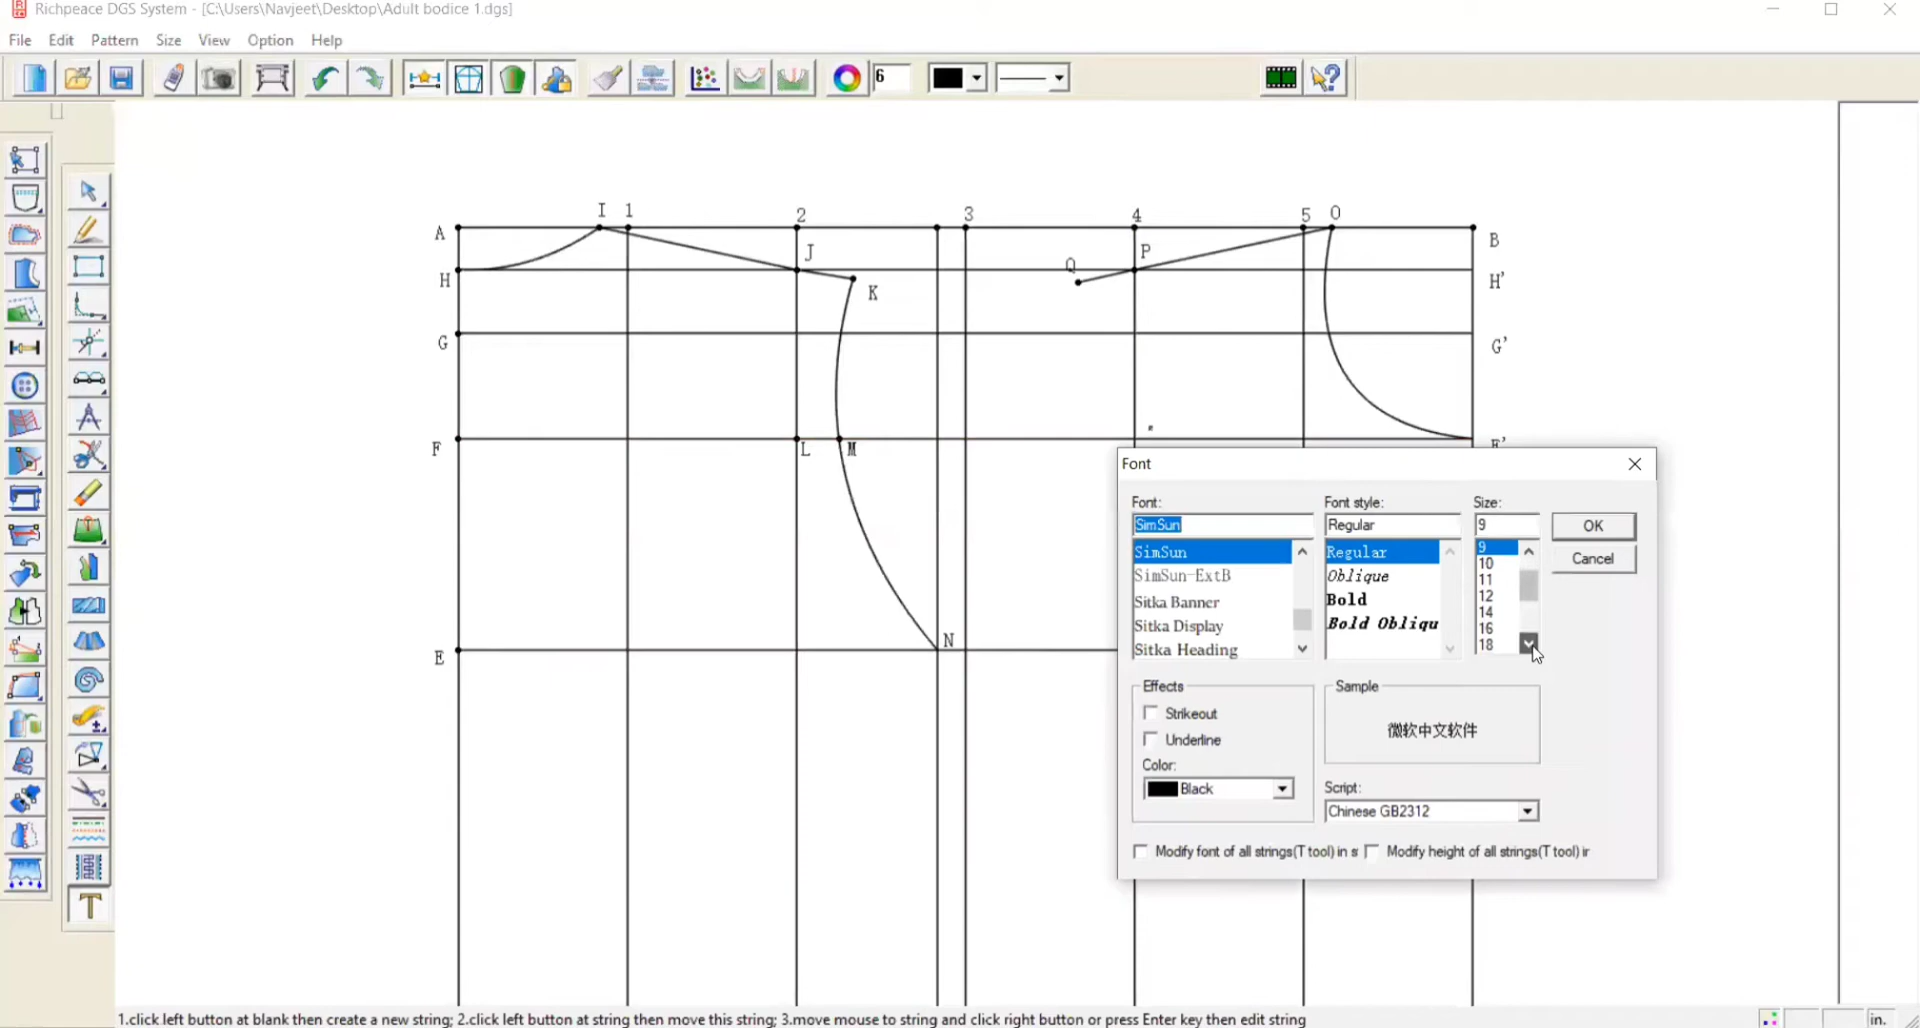 Richpeace DGS System - [C:\Users\Navjeet\Desktop\Adult bodice 1.dgs]
File Edit Pattern Size View Option Help
6
I 1 2 3 4 5 O
A B
J P
H K Q H'
G G'
F L M F'
E N
Font
Font: Font style: Size:
SimSun Regular 9 OK
SimSun Regular 9
SimSun-ExtB Oblique 10 Cancel
Sitka Banner Bold 11
Sitka Display Bold Obliqu 12
Sitka Heading 14
16
18
Effects Sample
Strikeout
Underline 微软中文软件
Color:
Black
Script:
Chinese GB2312
Modify font of all strings(T tool) in s Modify height of all strings(T tool) ir
T
1.click left button at blank then create a new string; 2.click left button at string then move this string; 3.move mouse to string and click right button or press Enter key then edit string
in.